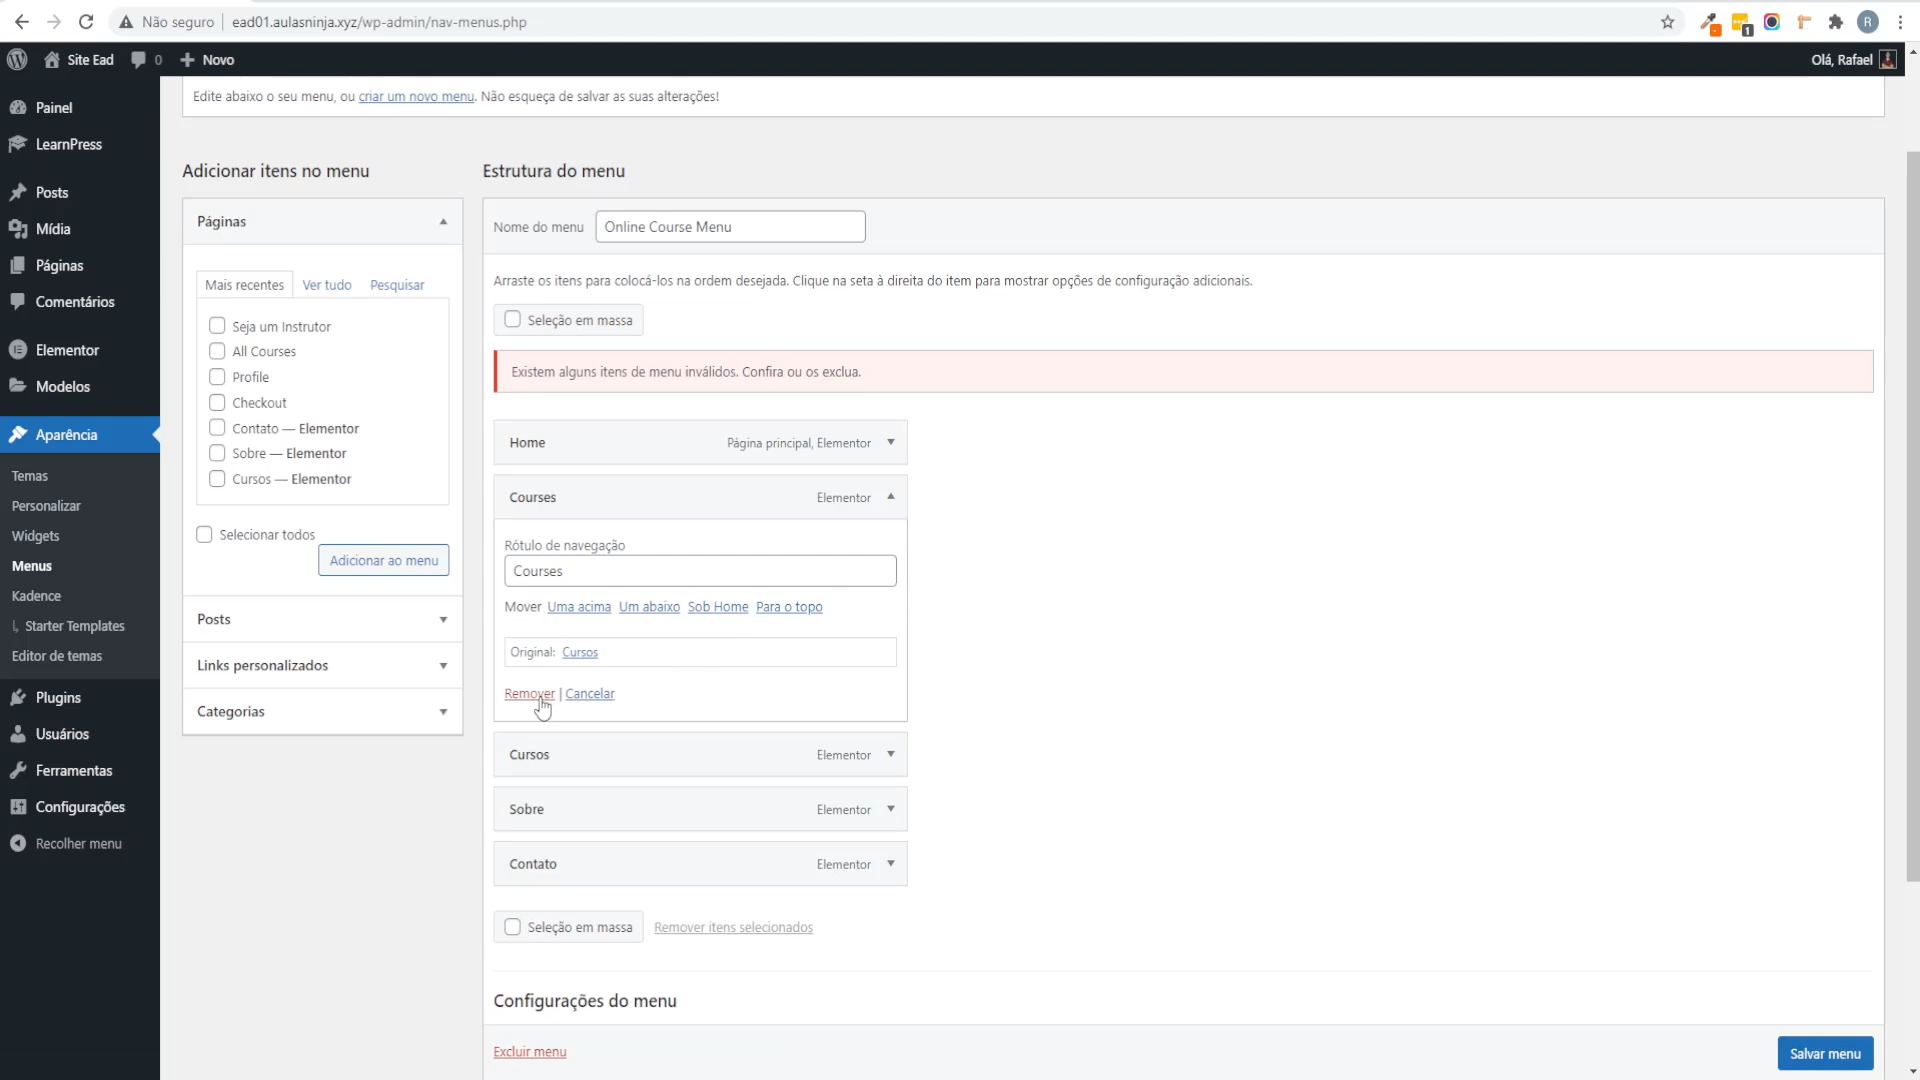 Não seguro
ead01.aulasninja.xyz/wp-admin/nav-menus.php
1
R
Site Ead
0
Novo
Olá, Rafael
Painel
LearnPress
Posts
Mídia
Páginas
Comentários
Elementor
Modelos
Aparência
Temas
Personalizar
Widgets
Menus
Kadence
Starter Templates
Editor de temas
Plugins
Usuários
Ferramentas
Configurações
Recolher menu
Edite abaixo o seu menu, ou criar um novo menu. Não esqueça de salvar as suas alterações!
Adicionar itens no menu
Páginas
Mais recentes
Ver tudo
Pesquisar
Seja um Instrutor
All Courses
Profile
Checkout
Contato — Elementor
Sobre — Elementor
Cursos — Elementor
Selecionar todos
Adicionar ao menu
Posts
Links personalizados
Categorias
Estrutura do menu
Nome do menu
Online Course Menu
Arraste os itens para colocá-los na ordem desejada. Clique na seta à direita do item para mostrar opções de configuração adicionais.
Seleção em massa
Existem alguns itens de menu inválidos. Confira ou os exclua.
Home
Página principal, Elementor
Courses
Elementor
Rótulo de navegação
Courses
Mover Uma acima Um abaixo Sob Home Para o topo
Original: Cursos
Remover | Cancelar
Cursos
Elementor
Sobre
Elementor
Contato
Elementor
Seleção em massa
Remover itens selecionados
Configurações do menu
Excluir menu
Salvar menu